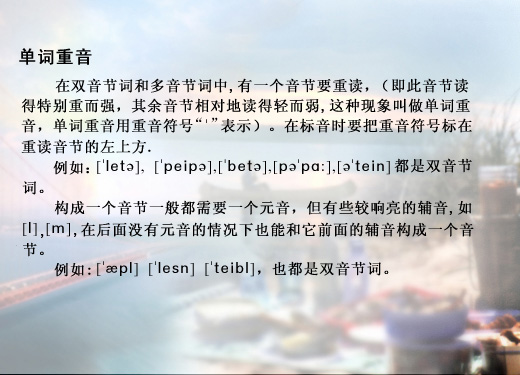 单词重音
在双音节词和多音节词中,有一个音节要重读,（即此音节读
得特别重而强，其余音节相对地读得轻而弱,这种现象叫做单词重
音，单词重音用重音符号“ˈ”表示）。在标音时要把重音符号标在
重读音节的左上方.
例如:[ˈletə], [ˈpeipə],[ˈbetə],[pəˈpɑ:],[əˈtein]都是双音节
词。
构成一个音节一般都需要一个元音，但有些较响亮的辅音,如
[l],[m],在后面没有元音的情况下也能和它前面的辅音构成一个音
节。
例如:[ˈæpl] [ˈlesn] [ˈteibl]，也都是双音节词。